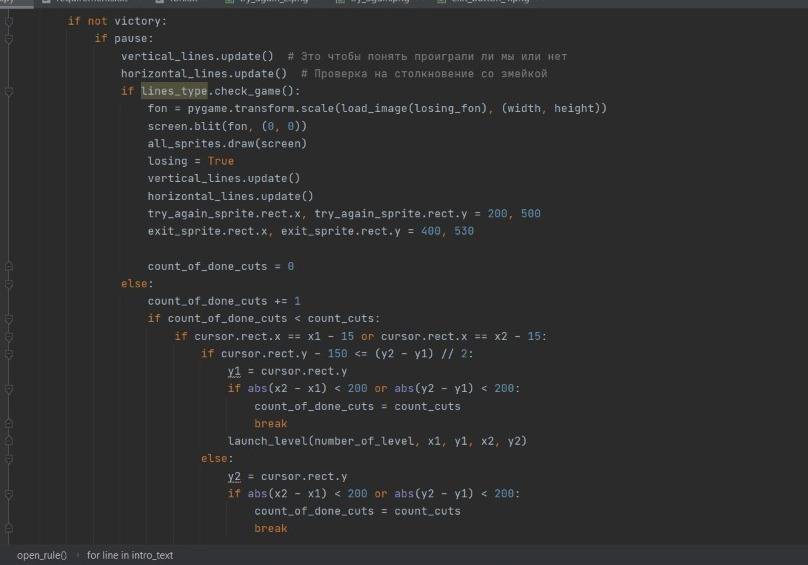 if not victory:
if pause:
vertical_lines.update()  # Это чтобы понять проиграли ли мы или нет
horizontal_lines.update()  # Проверка на столкновение со змейкой
if lines_type.check_game():
fon = pygame.transform.scale(load_image(losing_fon), (width, height))
screen.blit(fon, (0, 0))
all_sprites.draw(screen)
losing = True
vertical_lines.update()
horizontal_lines.update()
try_again_sprite.rect.x, try_again_sprite.rect.y = 200, 500
exit_sprite.rect.x, exit_sprite.rect.y = 400, 530
count_of_done_cuts = 0
else:
count_of_done_cuts += 1
if count_of_done_cuts < count_cuts:
if cursor.rect.x == x1 - 15 or cursor.rect.x == x2 - 15:
if cursor.rect.y - 150 <= (y2 - y1) // 2:
y1 = cursor.rect.y
if abs(x2 - x1) < 200 or abs(y2 - y1) < 200:
count_of_done_cuts = count_cuts
break
launch_level(number_of_level, x1, y1, x2, y2)
else:
y2 = cursor.rect.y
if abs(x2 - x1) < 200 or abs(y2 - y1) < 200:
count_of_done_cuts = count_cuts
break
open_rule() › for line in intro_text